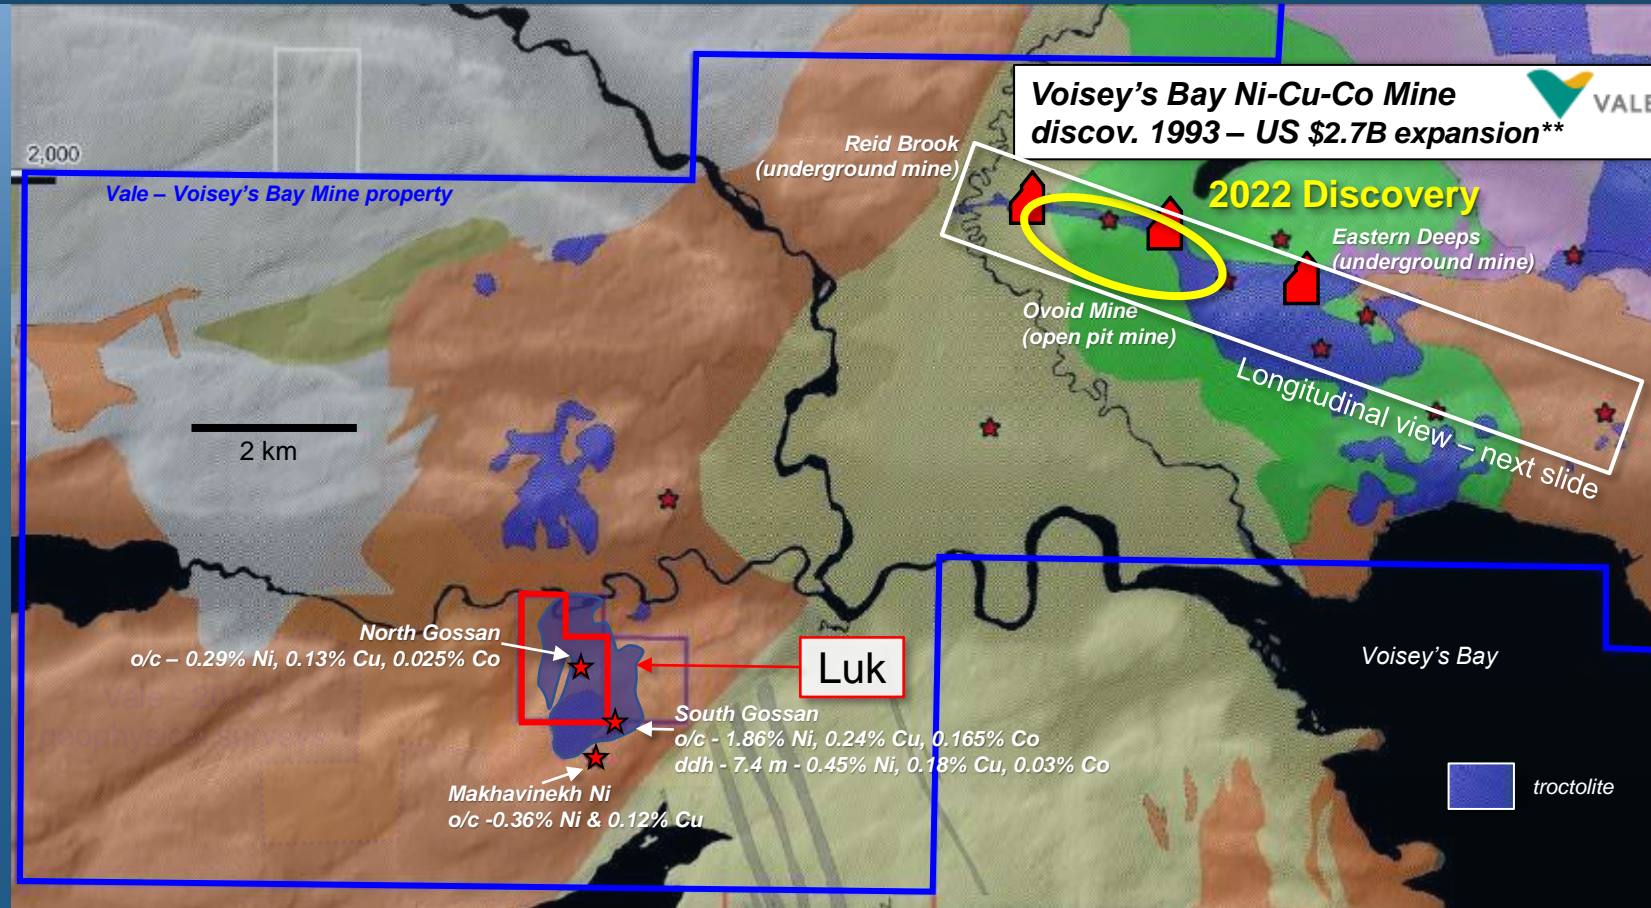 Voisey's Bay Ni-Cu-Co Mine
discov. 1993 – US $2.7B expansion**
VALE
2,000
Vale – Voisey's Bay Mine property
Reid Brook
(underground mine)
2022 Discovery
Eastern Deeps
(underground mine)
Ovoid Mine
(open pit mine)
Longitudinal view – next slide
2 km
North Gossan
o/c – 0.29% Ni, 0.13% Cu, 0.025% Co
Luk
Voisey's Bay
South Gossan
o/c - 1.86% Ni, 0.24% Cu, 0.165% Co
ddh - 7.4 m - 0.45% Ni, 0.18% Cu, 0.03% Co
Makhavinekh Ni
o/c -0.36% Ni & 0.12% Cu
troctolite